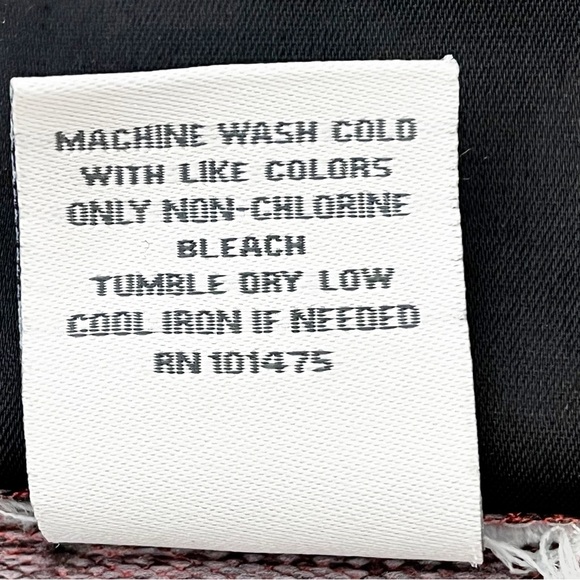 MACHINE WASH COLD
WITH LIKE COLORS
ONLY NON-CHLORINE
BLEACH
TUMBLE DRY LOW
COOL IRON IF NEEDED
RN 101475